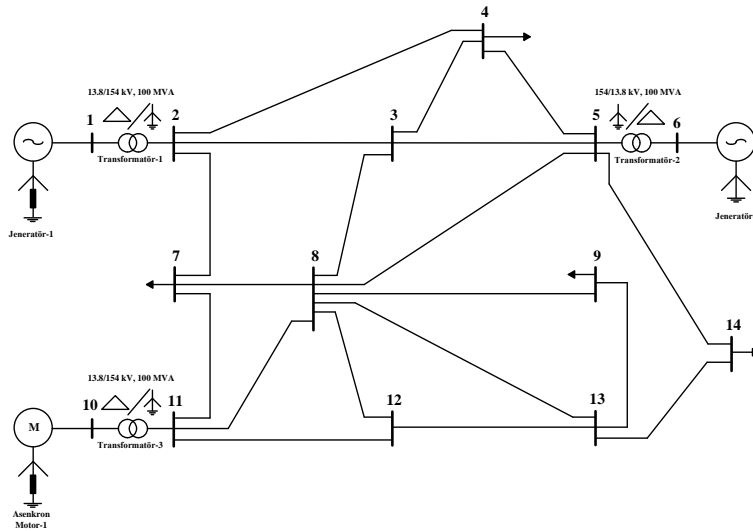 4
13.8/154 kV, 100 MVA
154/13.8 kV, 100 MVA
1
2
3
5
6
Transformatör-1
Transformatör-2
Jeneratör-1
Jeneratör
7
8
9
14
13.8/154 kV, 100 MVA
10
11
12
13
M
Transformatör-3
Asenkron
Motor-1